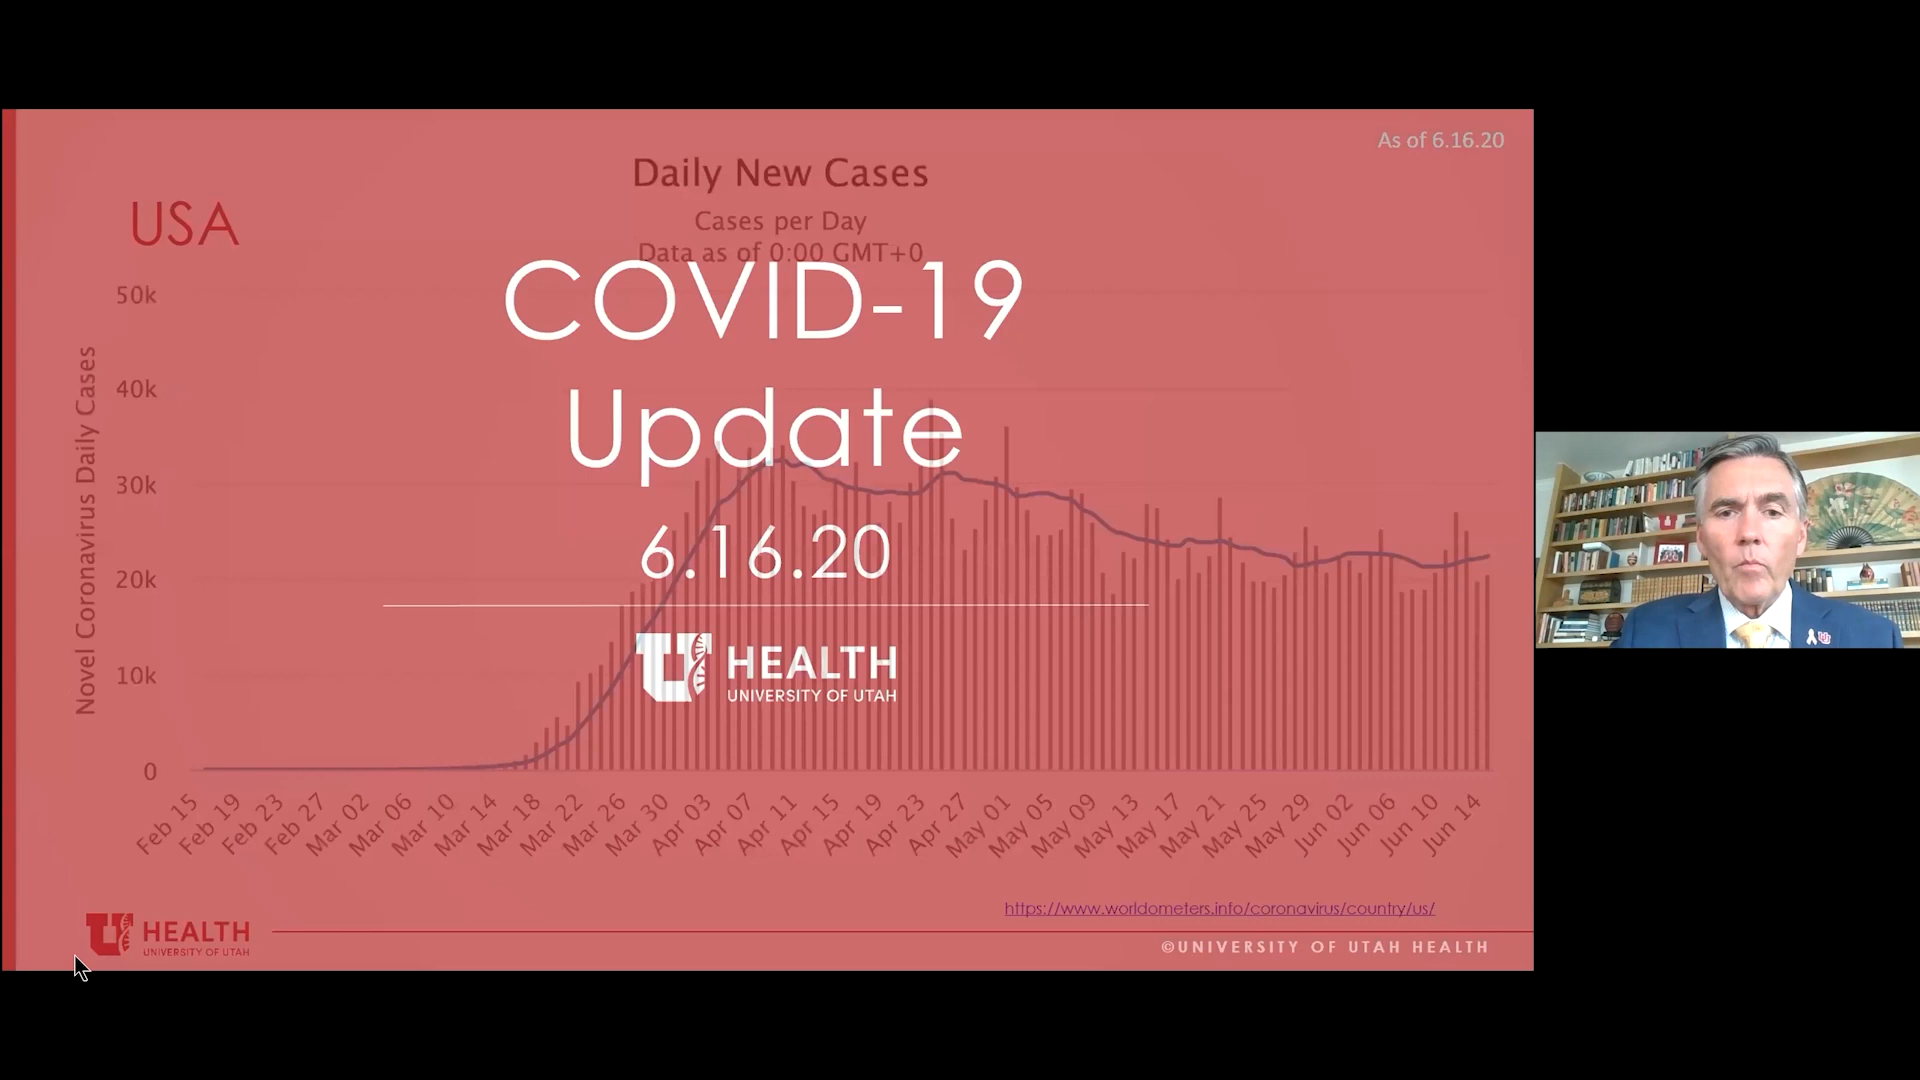 As of 6.16.20
Daily New Cases
USA
Cases per Day
Data as of 0:00 GMT+0
COVID-19
Update
6.16.20
HEALTH
UNIVERSITY OF UTAH
Novel Coronavirus Daily Cases
50k
40k
30k
20k
10k
0
Feb 15
Feb 19
Feb 23
Feb 27
Mar 02
Mar 06
Mar 10
Mar 14
Mar 18
Mar 22
Mar 26
Mar 30
Apr 03
Apr 07
Apr 11
Apr 15
Apr 19
Apr 23
Apr 27
May 01
May 05
May 09
May 13
May 17
May 21
May 25
May 29
Jun 02
Jun 06
Jun 10
Jun 14
https://www.worldometers.info/coronavirus/country/us/
HEALTH
UNIVERSITY OF UTAH
©UNIVERSITY OF UTAH HEALTH